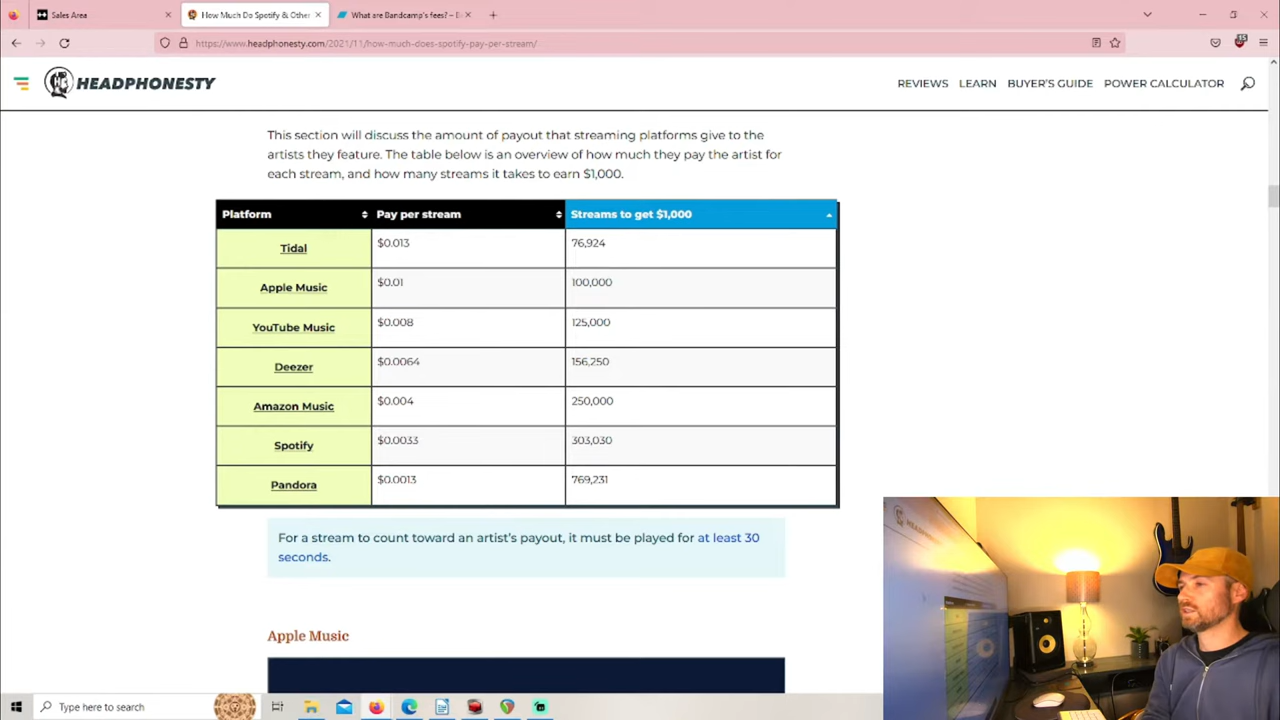 Sales Area
How Much Do Spotify & Other
What are Bandcamp's fees? –
https://www.headphonesty.com/2021/11/how-much-does-spotify-pay-per-stream/
15
HEADPHONESTY
REVIEWS LEARN BUYER'S GUIDE POWER CALCULATOR
This section will discuss the amount of payout that streaming platforms give to the
artists they feature. The table below is an overview of how much they pay the artist for
each stream, and how many streams it takes to earn $1,000.
Platform Pay per stream Streams to get $1,000
Tidal $0.013 76,924
Apple Music $0.01 100,000
YouTube Music $0.008 125,000
Deezer $0.0064 156,250
Amazon Music $0.004 250,000
Spotify $0.0033 303,030
Pandora $0.0013 769,231
For a stream to count toward an artist's payout, it must be played for at least 30
seconds.
Apple Music
Type here to search